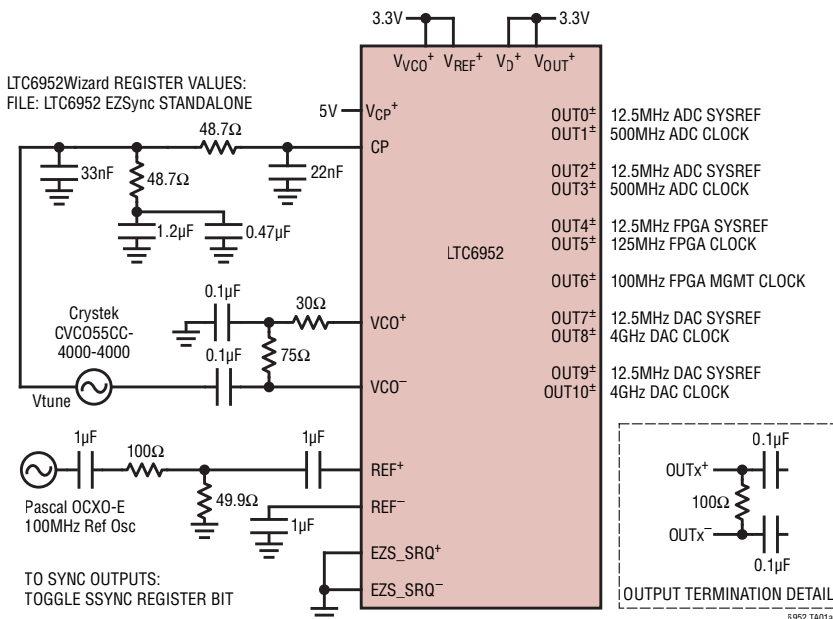 3.3V
3.3V
V_VCO^+ V_REF^+ V_D^+ V_OUT^+
LTC6952Wizard REGISTER VALUES:
FILE: LTC6952 EZSync STANDALONE
5V
V_CP^+
CP
48.7Ω
33nF
48.7Ω
22nF
1.2µF
0.47µF
LTC6952
OUT0^± 12.5MHz ADC SYSREF
OUT1^± 500MHz ADC CLOCK
OUT2^± 12.5MHz ADC SYSREF
OUT3^± 500MHz ADC CLOCK
OUT4^± 12.5MHz FPGA SYSREF
OUT5^± 125MHz FPGA CLOCK
OUT6^± 100MHz FPGA MGMT CLOCK
OUT7^± 12.5MHz DAC SYSREF
OUT8^± 4GHz DAC CLOCK
OUT9^± 12.5MHz DAC SYSREF
OUT10^± 4GHz DAC CLOCK
0.1µF
30Ω
VCO^+
Crystek
CVCO55CC-
4000-4000
0.1µF
75Ω
VCO^–
Vtune
1µF
100Ω
1µF
REF^+
49.9Ω
Pascal OCXO-E
100MHz Ref Osc
REF^–
1µF
EZS_SRQ^+
EZS_SRQ^–
TO SYNC OUTPUTS:
TOGGLE SSYNC REGISTER BIT
0.1µF
OUTx^+
100Ω
OUTx^–
0.1µF
OUTPUT TERMINATION DETAIL
6952 TA01a